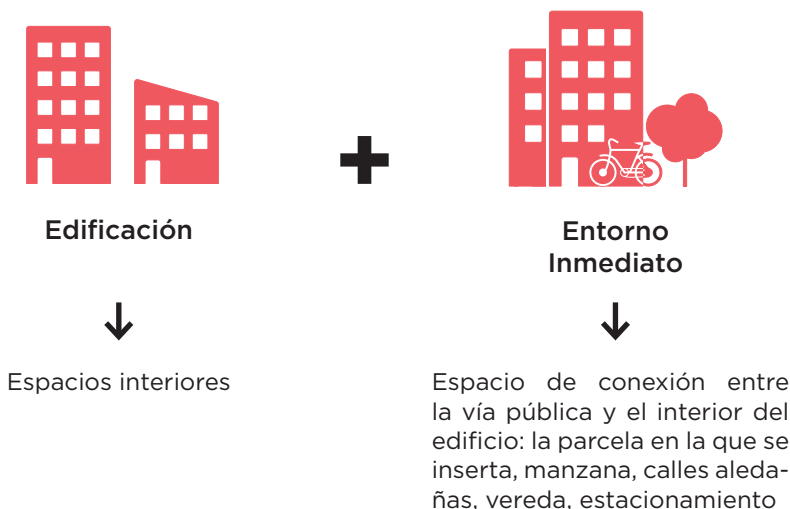 Edificación
Entorno
Inmediato
Espacios interiores
Espacio de conexión entre
la vía pública y el interior del
edificio: la parcela en la que se
inserta, manzana, calles aleda-
ñas, vereda, estacionamiento